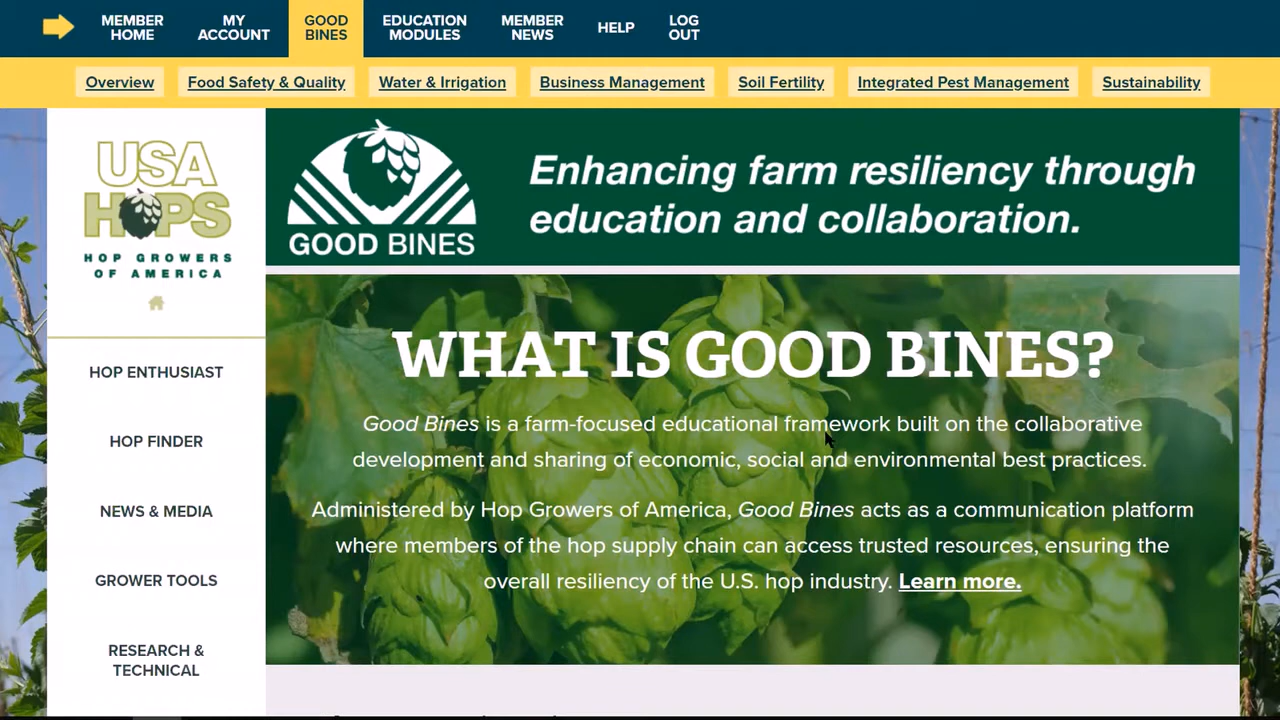 MEMBER
HOME
MY
ACCOUNT
GOOD
BINES
EDUCATION
MODULES
MEMBER
NEWS
HELP
LOG
OUT
Overview
Food Safety & Quality
Water & Irrigation
Business Management
Soil Fertility
Integrated Pest Management
Sustainability
USA
HOPS
HOP GROWERS
OF AMERICA
HOP ENTHUSIAST
HOP FINDER
NEWS & MEDIA
GROWER TOOLS
RESEARCH &
TECHNICAL
GOOD BINES
Enhancing farm resiliency through
education and collaboration.
WHAT IS GOOD BINES?
Good Bines is a farm-focused educational framework built on the collaborative
development and sharing of economic, social and environmental best practices.
Administered by Hop Growers of America, Good Bines acts as a communication platform
where members of the hop supply chain can access trusted resources, ensuring the
overall resiliency of the U.S. hop industry. Learn more.